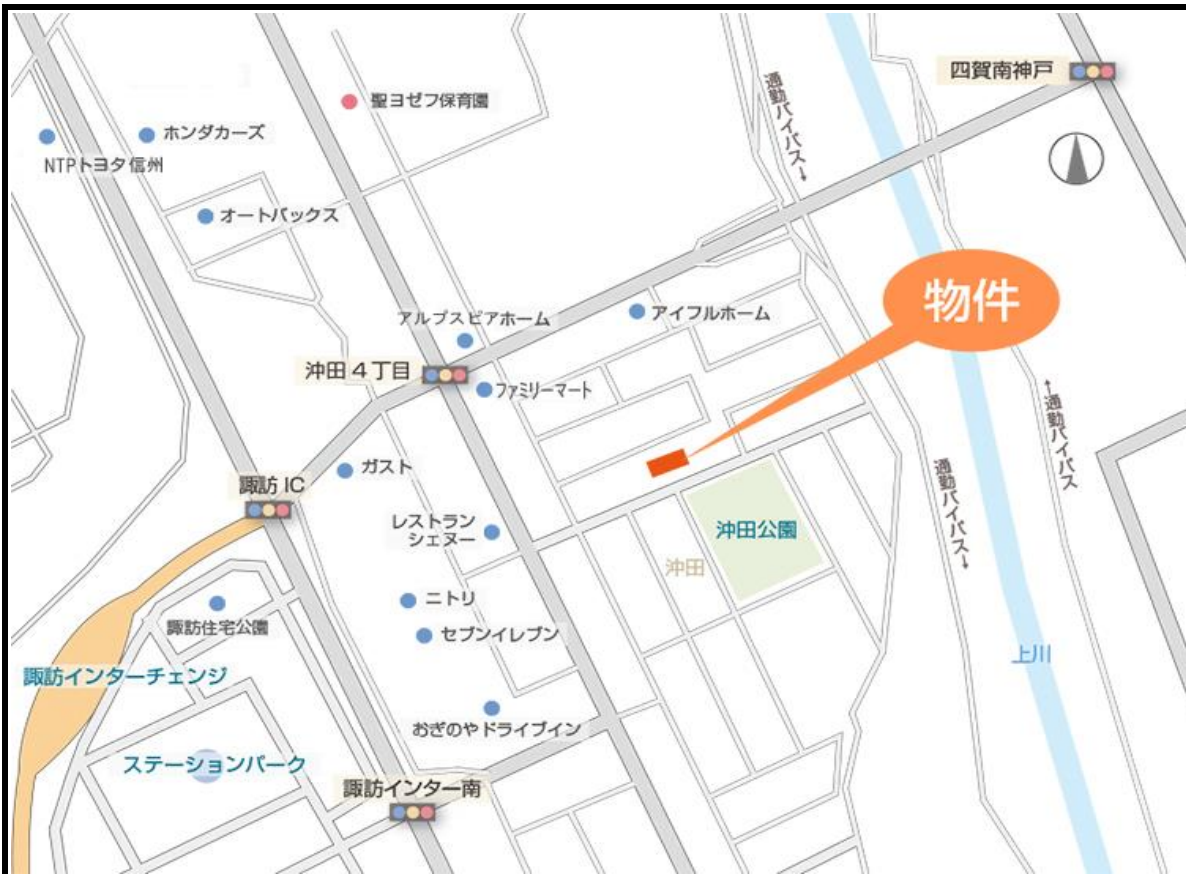 四賀南神戸
通勤バイパス→
聖ヨゼフ保育園
ホンダカーズ
NTPトヨタ信州
オートバックス
物件
アルプスピアホーム
アイフルホーム
沖田4丁目
ファミリーマート
←通勤バイパス
ガスト
諏訪IC
通勤バイパス→
レストラン
シェヌー
沖田公園
沖田
ニトリ
諏訪住宅公園
セブンイレブン
上川
諏訪インターチェンジ
おぎのやドライブイン
ステーションパーク
諏訪インター南